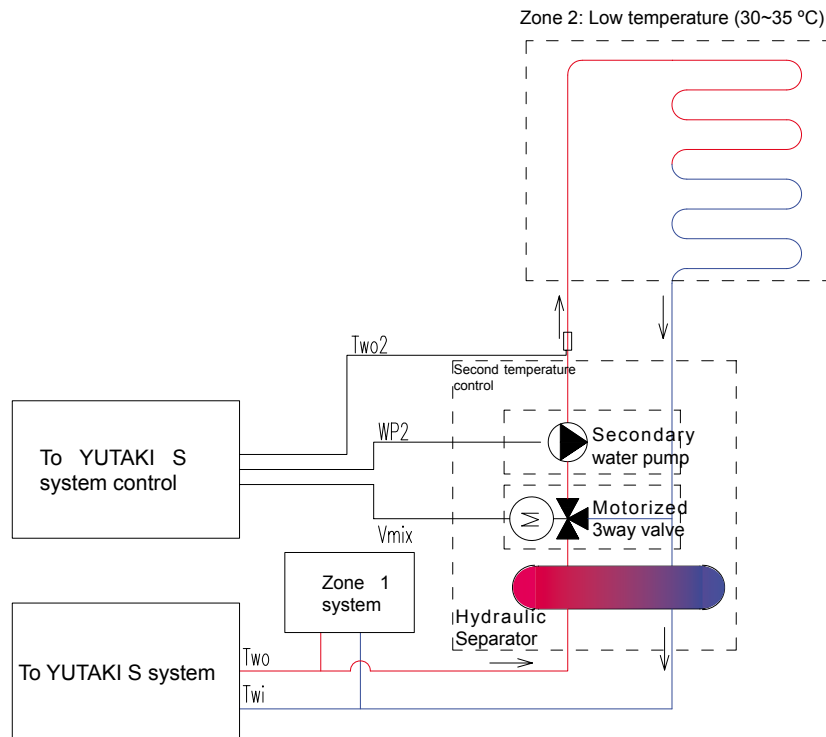 Zone 2: Low temperature (30~35 ºC)
Two2
Second temperature
control
WP2
Secondary
water pump
To YUTAKI S
system control
Motorized
3way valve
M
Vmix
Zone 1
system
Hydraulic
Separator
To YUTAKI S system
Two
Twi